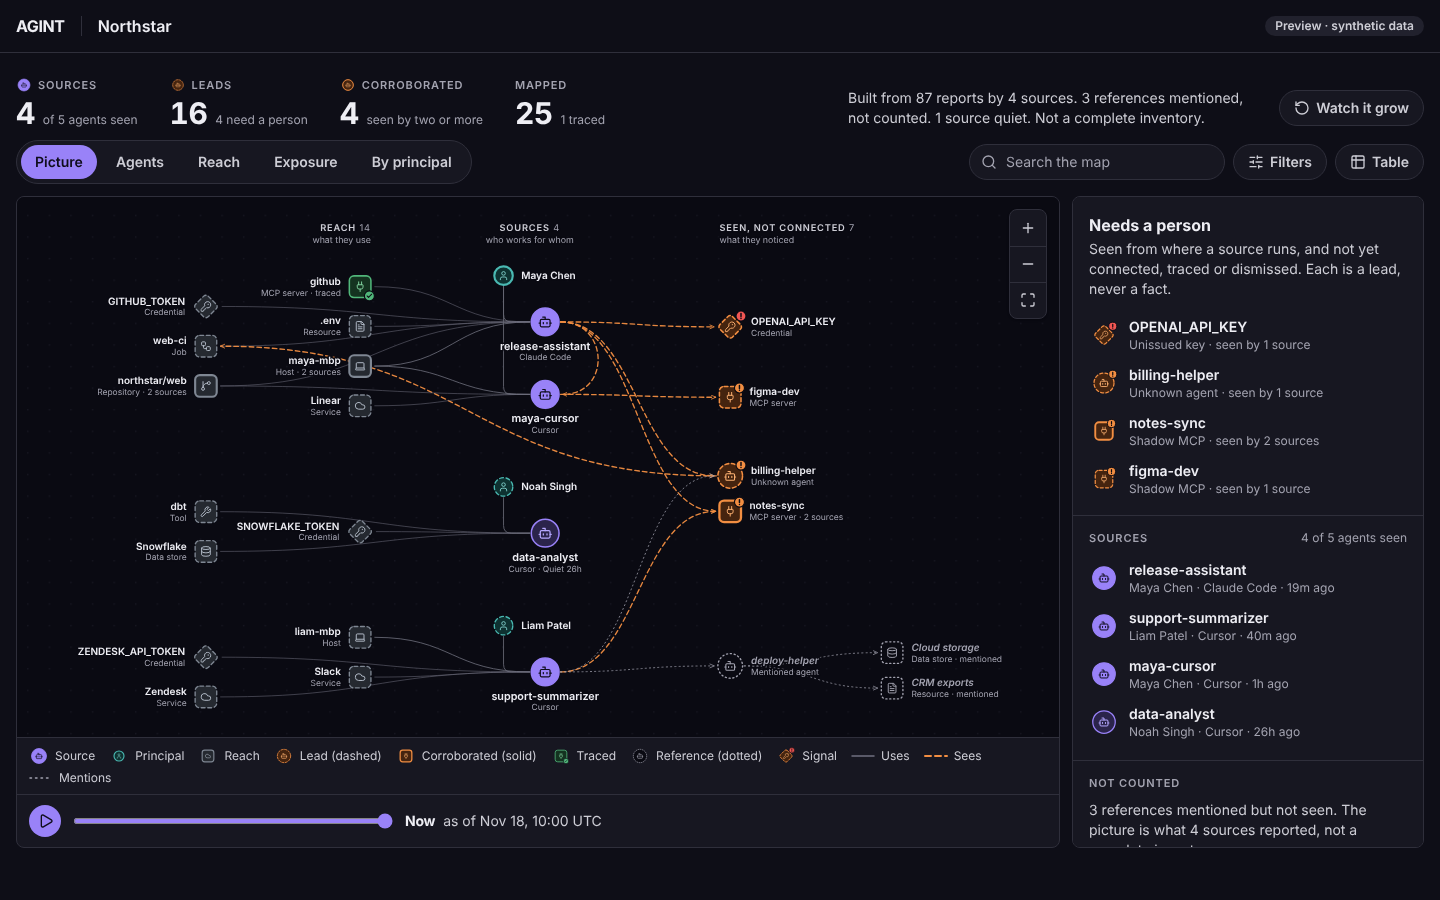 AGINT
Northstar
Preview · synthetic data
SOURCES
4 of 5 agents seen
LEADS
16 4 need a person
CORROBORATED
4 seen by two or more
MAPPED
25 1 traced
Built from 87 reports by 4 sources. 3 references mentioned,
not counted. 1 source quiet. Not a complete inventory.
Watch it grow
Picture
Agents
Reach
Exposure
By principal
Search the map
Filters
Table
REACH 14
what they use
SOURCES 4
who works for whom
SEEN, NOT CONNECTED 7
what they noticed
github
MCP server · traced
GITHUB_TOKEN
Credential
.env
Resource
web-ci
Job
maya-mbp
Host · 2 sources
northstar/web
Repository · 2 sources
Linear
Service
Maya Chen
release-assistant
Claude Code
maya-cursor
Cursor
OPENAI_API_KEY
Credential
figma-dev
MCP server
billing-helper
Unknown agent
notes-sync
MCP server · 2 sources
dbt
Tool
SNOWFLAKE_TOKEN
Credential
Snowflake
Data store
Noah Singh
data-analyst
Cursor · Quiet 26h
liam-mbp
Host
ZENDESK_API_TOKEN
Credential
Slack
Service
Zendesk
Service
Liam Patel
support-summarizer
Cursor
deploy-helper
Mentioned agent
Cloud storage
Data store · mentioned
CRM exports
Resource · mentioned
Source
Principal
Reach
Lead (dashed)
Corroborated (solid)
Traced
Reference (dotted)
Signal
Uses
Sees
Mentions
Now as of Nov 18, 10:00 UTC
Needs a person
Seen from where a source runs, and not yet
connected, traced or dismissed. Each is a lead,
never a fact.
OPENAI_API_KEY
Unissued key · seen by 1 source
billing-helper
Unknown agent · seen by 1 source
notes-sync
Shadow MCP · seen by 2 sources
figma-dev
Shadow MCP · seen by 1 source
SOURCES
4 of 5 agents seen
release-assistant
Maya Chen · Claude Code · 19m ago
support-summarizer
Liam Patel · Cursor · 40m ago
maya-cursor
Maya Chen · Cursor · 1h ago
data-analyst
Noah Singh · Cursor · 26h ago
NOT COUNTED
3 references mentioned but not seen. The
picture is what 4 sources reported, not a